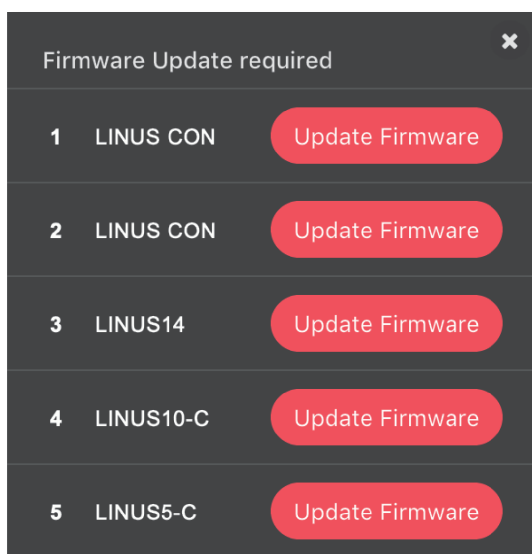 Firmware Update required
1 LINUS CON Update Firmware
2 LINUS CON Update Firmware
3 LINUS14 Update Firmware
4 LINUS10-C Update Firmware
5 LINUS5-C Update Firmware